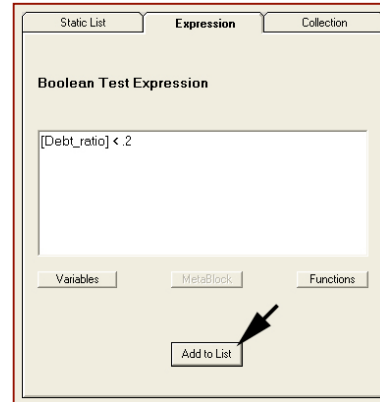 Static List Expression Collection
Boolean Test Expression
[Debt_ratio] < .2
Variables MetaBlock Functions
Add to List